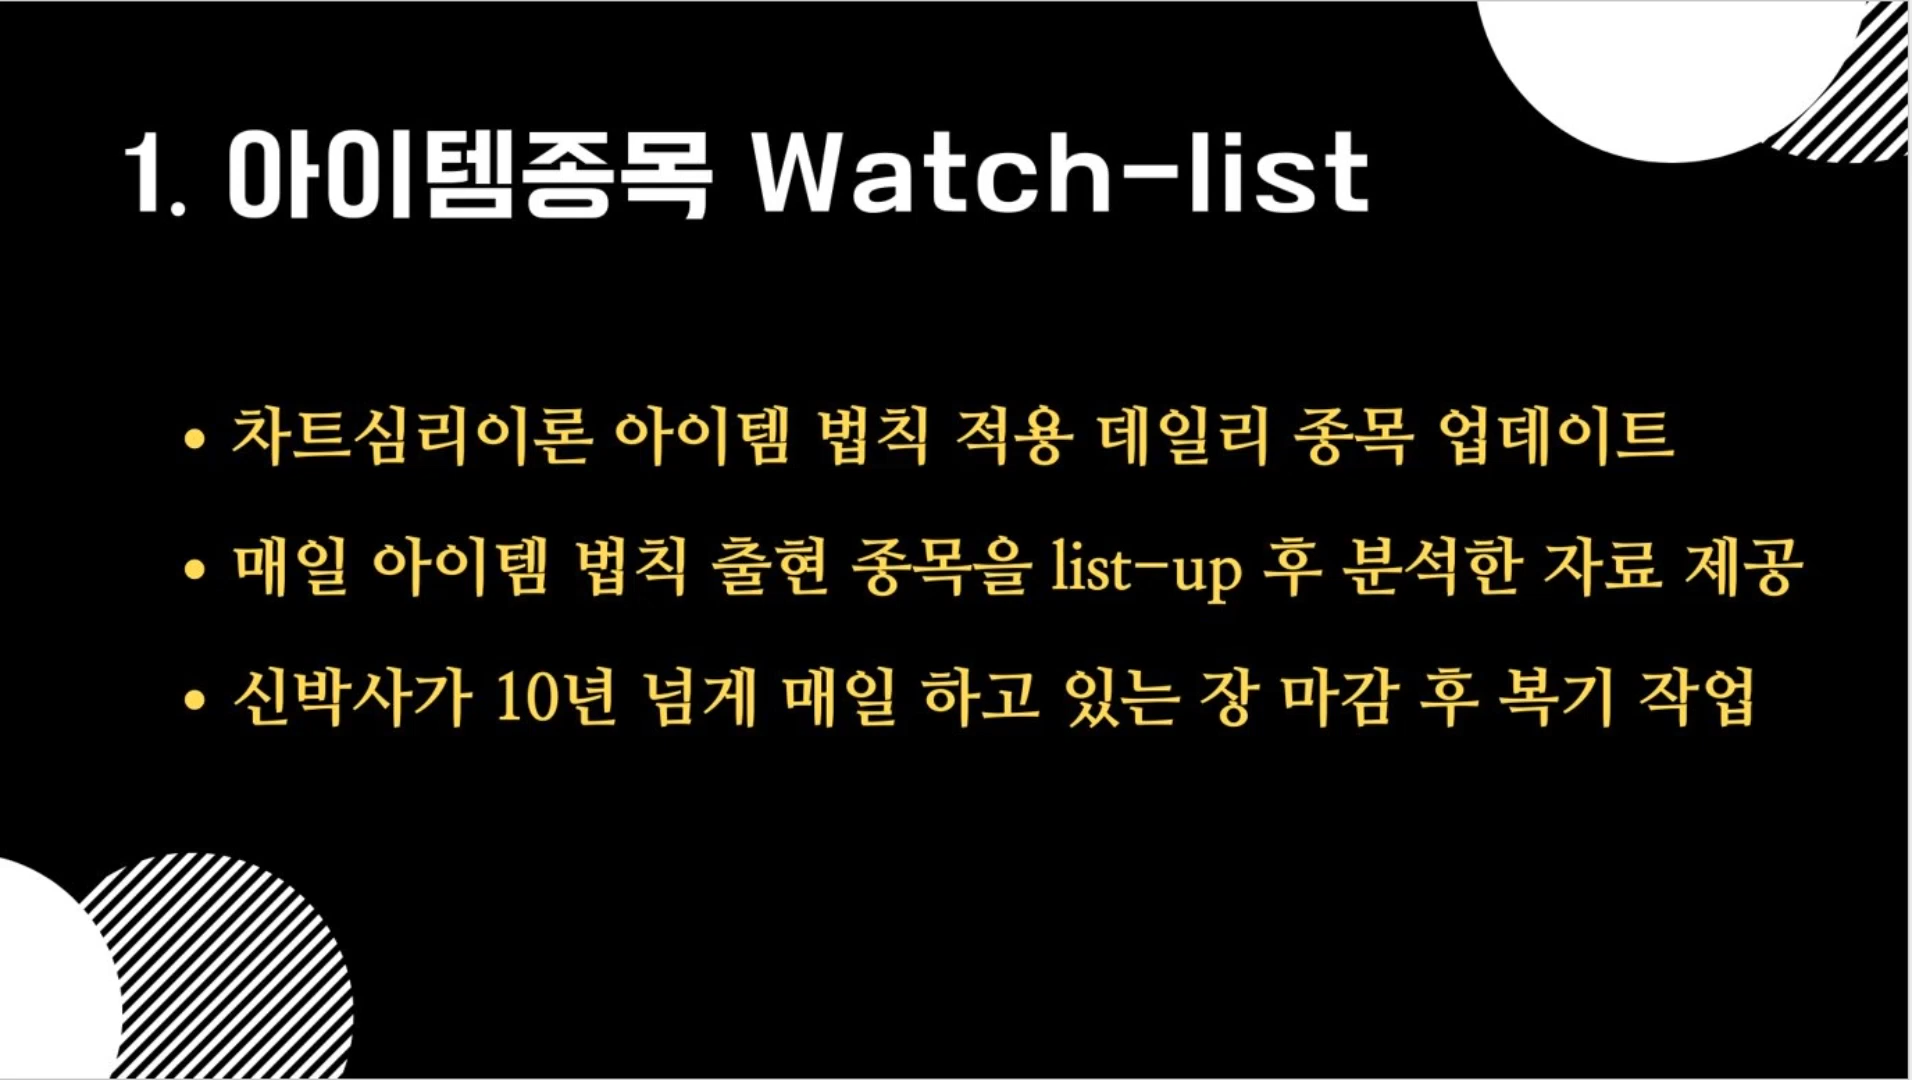 1. 아이템종목 Watch-list
• 차트심리이론 아이템 법칙 적용 데일리 종목 업데이트
• 매일 아이템 법칙 출현 종목을 list-up 후 분석한 자료 제공
• 신박사가 10년 넘게 매일 하고 있는 장 마감 후 복기 작업